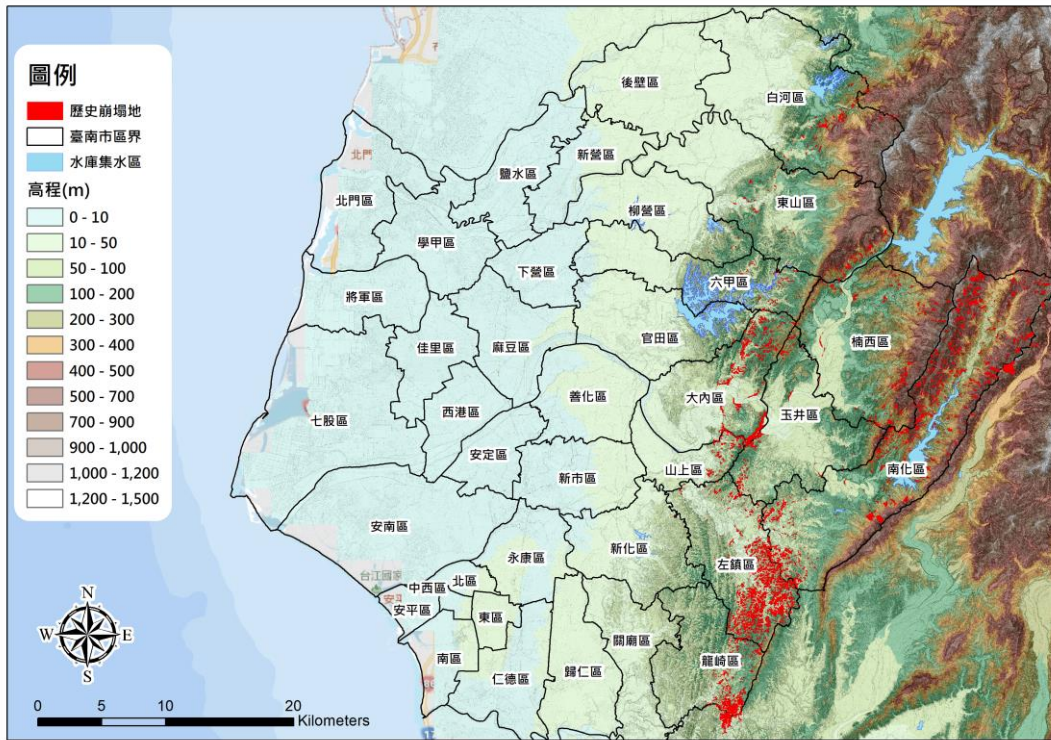 圖例
歷史崩塌地
臺南市區界
水庫集水區
高程(m)
0 - 10
10 - 50
50 - 100
100 - 200
200 - 300
300 - 400
400 - 500
500 - 700
700 - 900
900 - 1,000
1,000 - 1,200
1,200 - 1,500
後壁區
白河區
新營區
鹽水區
北門
北門區
柳營區
東山區
學甲區
下營區
六甲區
將軍區
官田區
楠西區
佳里區
麻豆區
善化區
大內區
玉井區
七股區
西港區
安定區
新市區
山上區
南化區
安南區
永康區
新化區
左鎮區
台江國家
中西區
北區
安平區
東區
南區
關廟區
龍崎區
仁德區
歸仁區
N
W
E
S
0
5
10
20
Kilometers